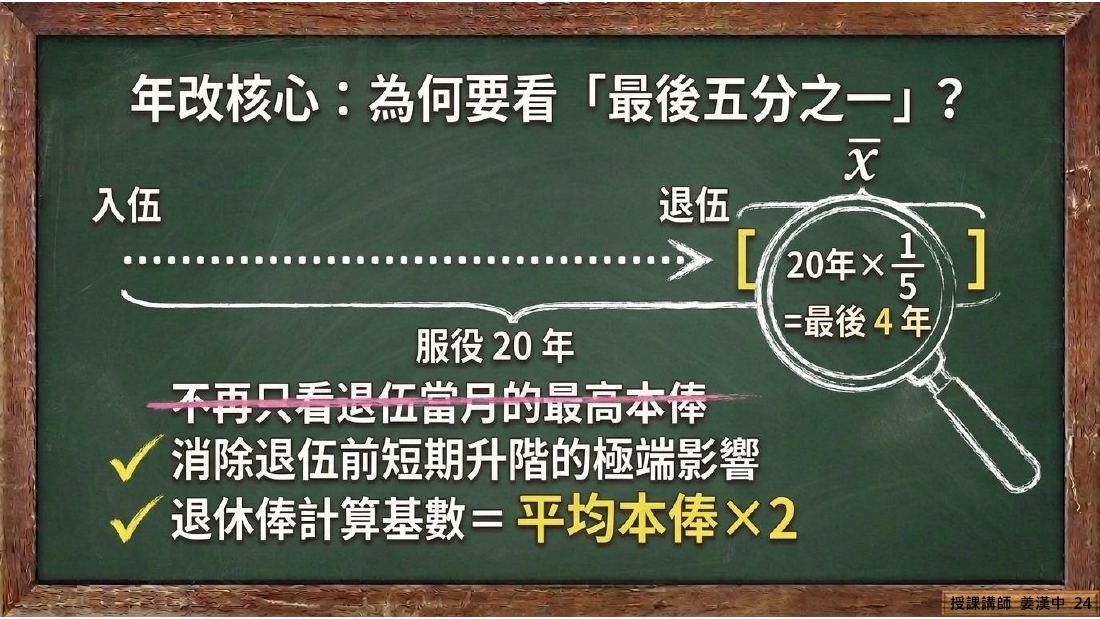 年改核心：為何要看「最後五分之一」？
x̄
入伍
退伍
[20年×1/5
=最後 4 年]
服役 20 年
不再只看退伍當月的最高本俸
✓ 消除退伍前短期升階的極端影響
✓ 退休俸計算基數＝平均本俸×2
授課講師 姜漢中 24